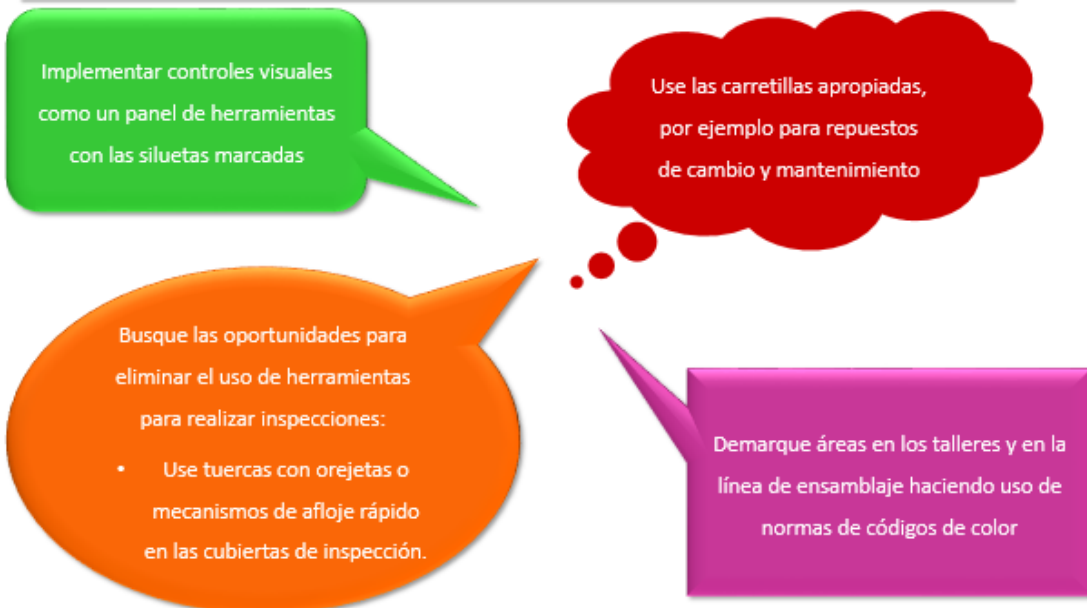 Implementar controles visuales
como un panel de herramientas
con las siluetas marcadas
Use las carretillas apropiadas,
por ejemplo para repuestos
de cambio y mantenimiento
Busque las oportunidades para
eliminar el uso de herramientas
para realizar inspecciones:
• Use tuercas con orejetas o
mecanismos de afloje rápido
en las cubiertas de inspección.
Demarque áreas en los talleres y en la
línea de ensamblaje haciendo uso de
normas de códigos de color